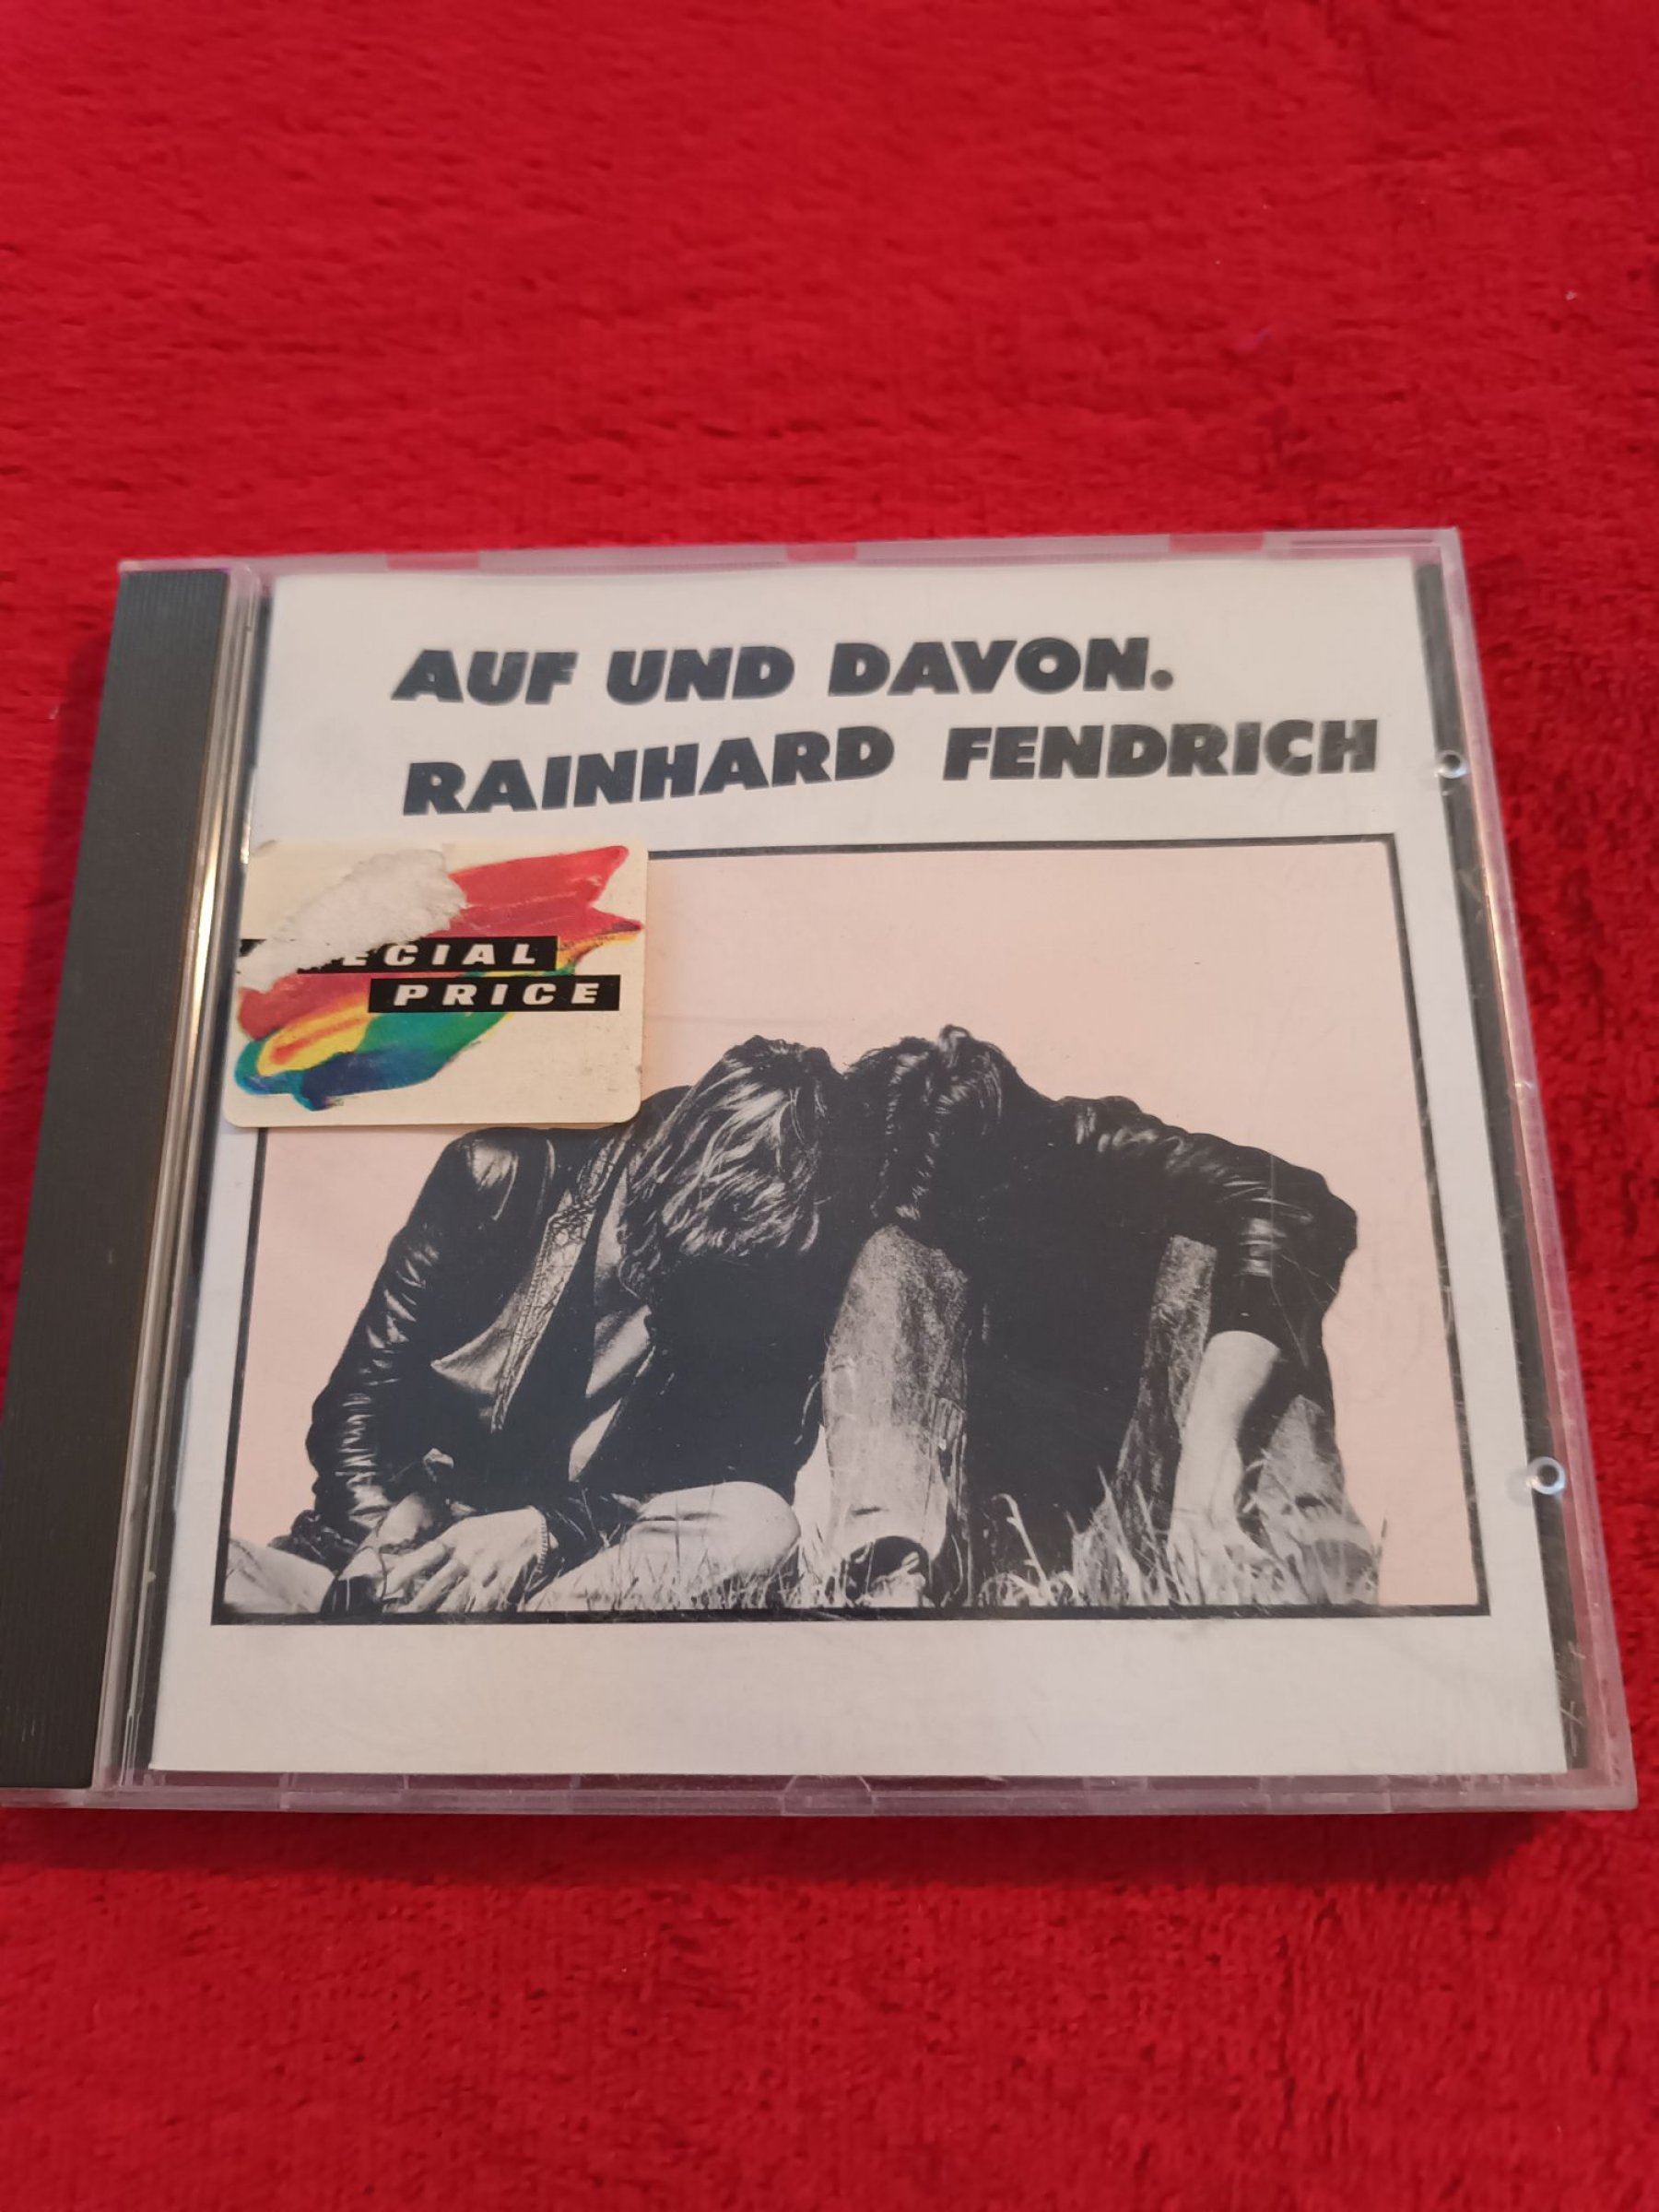 AUF UND DAVON.
RAINHARD FENDRICH
PRICE